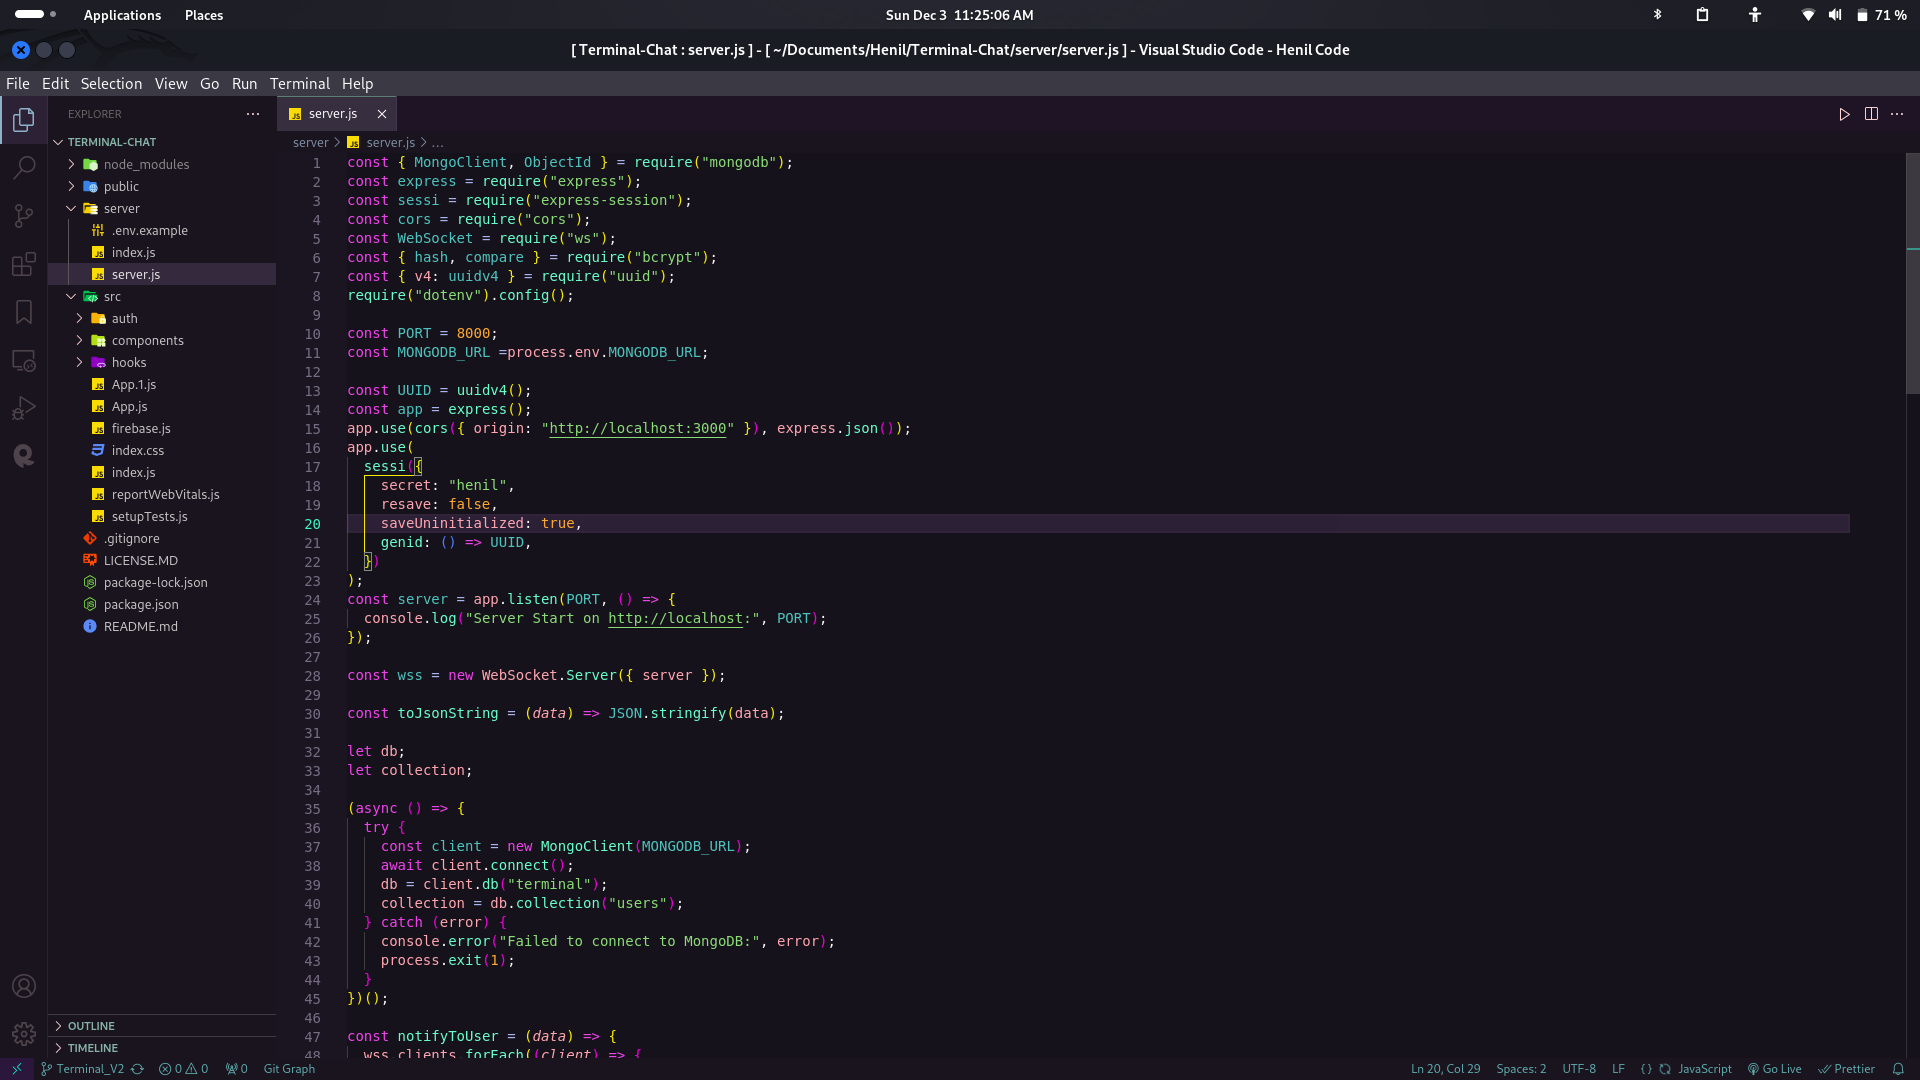 Applications Places Sun Dec 3 11:25:06 AM 71 %
[ Terminal-Chat : server.js ] - [ ~/Documents/Henil/Terminal-Chat/server/server.js ] - Visual Studio Code - Henil Code
File Edit Selection View Go Run Terminal Help
EXPLORER ···
TERMINAL-CHAT
node_modules
public
server
.env.example
index.js
server.js
src
auth
components
hooks
App.1.js
App.js
firebase.js
index.css
index.js
reportWebVitals.js
setupTests.js
.gitignore
LICENSE.MD
package-lock.json
package.json
README.md
OUTLINE
TIMELINE
JS server.js ×
server > JS server.js > ...
1 const { MongoClient, ObjectId } = require("mongodb");
2 const express = require("express");
3 const sessi = require("express-session");
4 const cors = require("cors");
5 const WebSocket = require("ws");
6 const { hash, compare } = require("bcrypt");
7 const { v4: uuidv4 } = require("uuid");
8 require("dotenv").config();
9
10 const PORT = 8000;
11 const MONGODB_URL =process.env.MONGODB_URL;
12
13 const UUID = uuidv4();
14 const app = express();
15 app.use(cors({ origin: "http://localhost:3000" }), express.json());
16 app.use(
17   sessi({
18     secret: "henil",
19     resave: false,
20     saveUninitialized: true,
21     genid: () => UUID,
22   })
23 );
24 const server = app.listen(PORT, () => {
25   console.log("Server Start on http://localhost:", PORT);
26 });
27
28 const wss = new WebSocket.Server({ server });
29
30 const toJsonString = (data) => JSON.stringify(data);
31
32 let db;
33 let collection;
34
35 (async () => {
36   try {
37     const client = new MongoClient(MONGODB_URL);
38     await client.connect();
39     db = client.db("terminal");
40     collection = db.collection("users");
41   } catch (error) {
42     console.error("Failed to connect to MongoDB:", error);
43     process.exit(1);
44   }
45 })();
46
47 const notifyToUser = (data) => {
48   wss.clients.forEach((client) => {
Terminal_V2 0 0 0 Git Graph Ln 20, Col 29 Spaces: 2 UTF-8 LF { } JavaScript Go Live Prettier